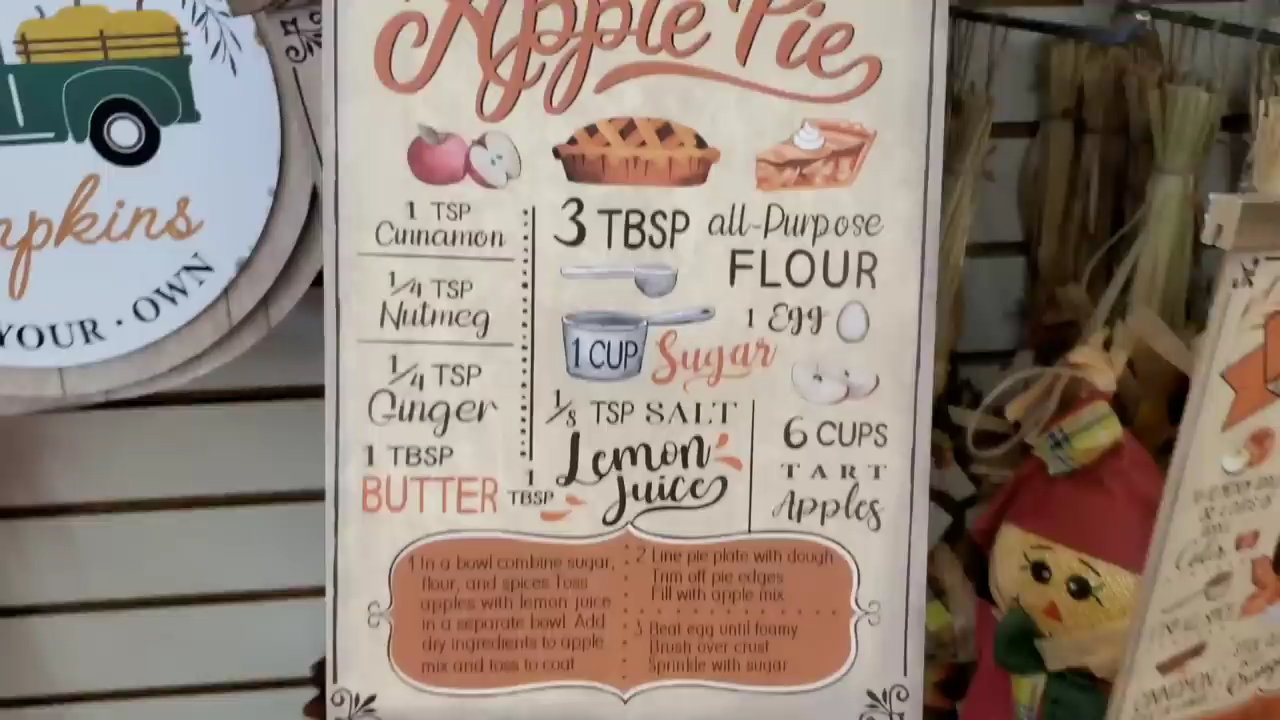 Apple Pie
1 TSP
Cinnamon
1/4 TSP
Nutmeg
1/4 TSP
Ginger
1 TBSP
BUTTER
3 TBSP all-Purpose
FLOUR
1 Egg
1 CUP Sugar
1/8 TSP SALT
1 TBSP Lemon
Juice
6 CUPS
TART
Apples
1 In a bowl combine sugar,
flour, and spices Toss
apples with lemon juice
in a separate bowl. Add
dry ingredients to apple
mix and toss to coat
2 Line pie plate with dough
Trim off pie edges
Fill with apple mix
3 Beat egg until foamy
Brush over crust
Sprinkle with sugar
YOUR · OWN